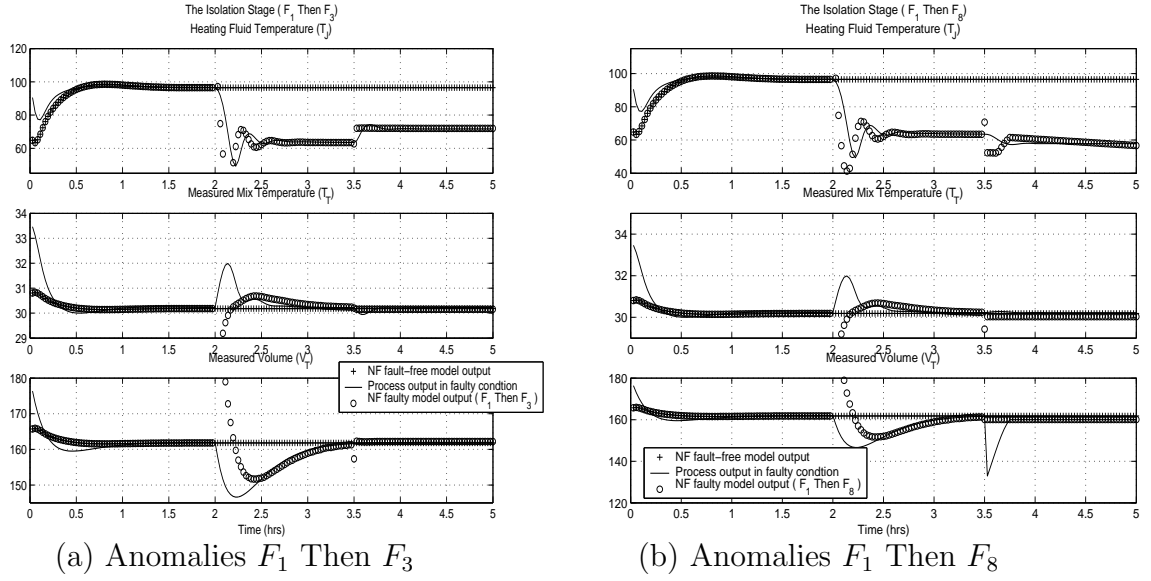 The Isolation Stage ( F1 Then F3)
Heating Fluid Temperature (TJ)
120
100
80
60
0 0.5 1 1.5 2 2.5 3 3.5 4 4.5 5
Measured Mix Temperature (TT)
34
33
32
31
30
29
0 0.5 1 1.5 2 2.5 3 3.5 4 4.5 5
Measured Volume (VT)
180
170
160
150
0 0.5 1 1.5 2 2.5 3 3.5 4 4.5 5
Time (hrs)
NF fault−free model output
Process output in faulty condtion
NF faulty model output ( F1 Then F3 )
(a) Anomalies F1 Then F3
The Isolation Stage ( F1 Then F8)
Heating Fluid Temperature (TJ)
100
80
60
40
0 0.5 1 1.5 2 2.5 3 3.5 4 4.5 5
Measured Mix Temperature (TT)
34
32
30
0 0.5 1 1.5 2 2.5 3 3.5 4 4.5 5
Measured Volume (VT)
180
160
140
120
0 0.5 1 1.5 2 2.5 3 3.5 4 4.5 5
Time (hrs)
NF fault−free model output
Process output in faulty condtion
NF faulty model output ( F1 Then F8 )
(b) Anomalies F1 Then F8